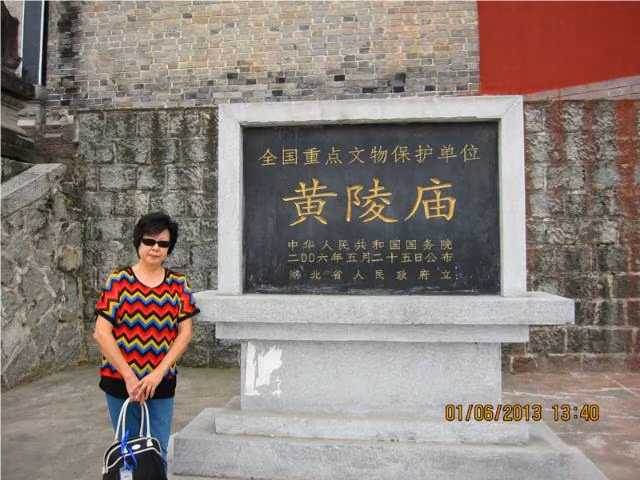 全国重点文物保护单位
黄陵庙
中华人民共和国国务院
二00六年五月二十五日公布
湖北省人民政府立
01/06/2013 13:40